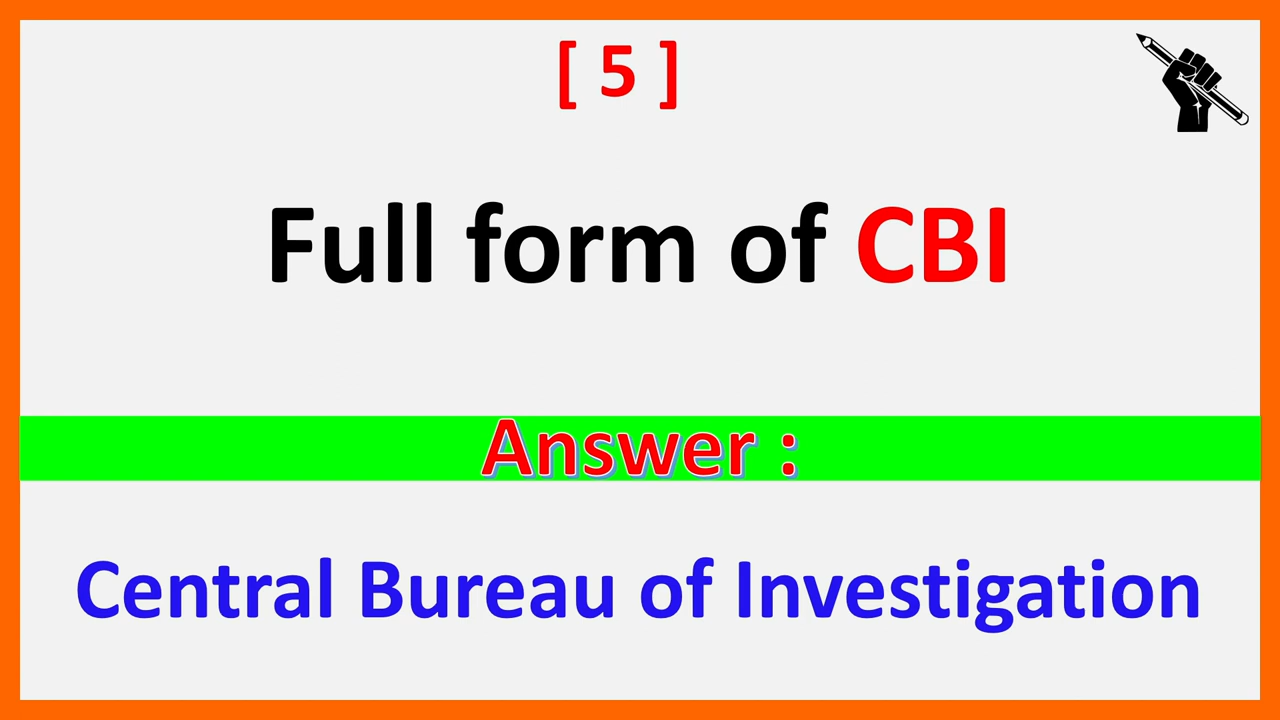 [ 5 ]
Full form of CBI
Answer :
Central Bureau of Investigation